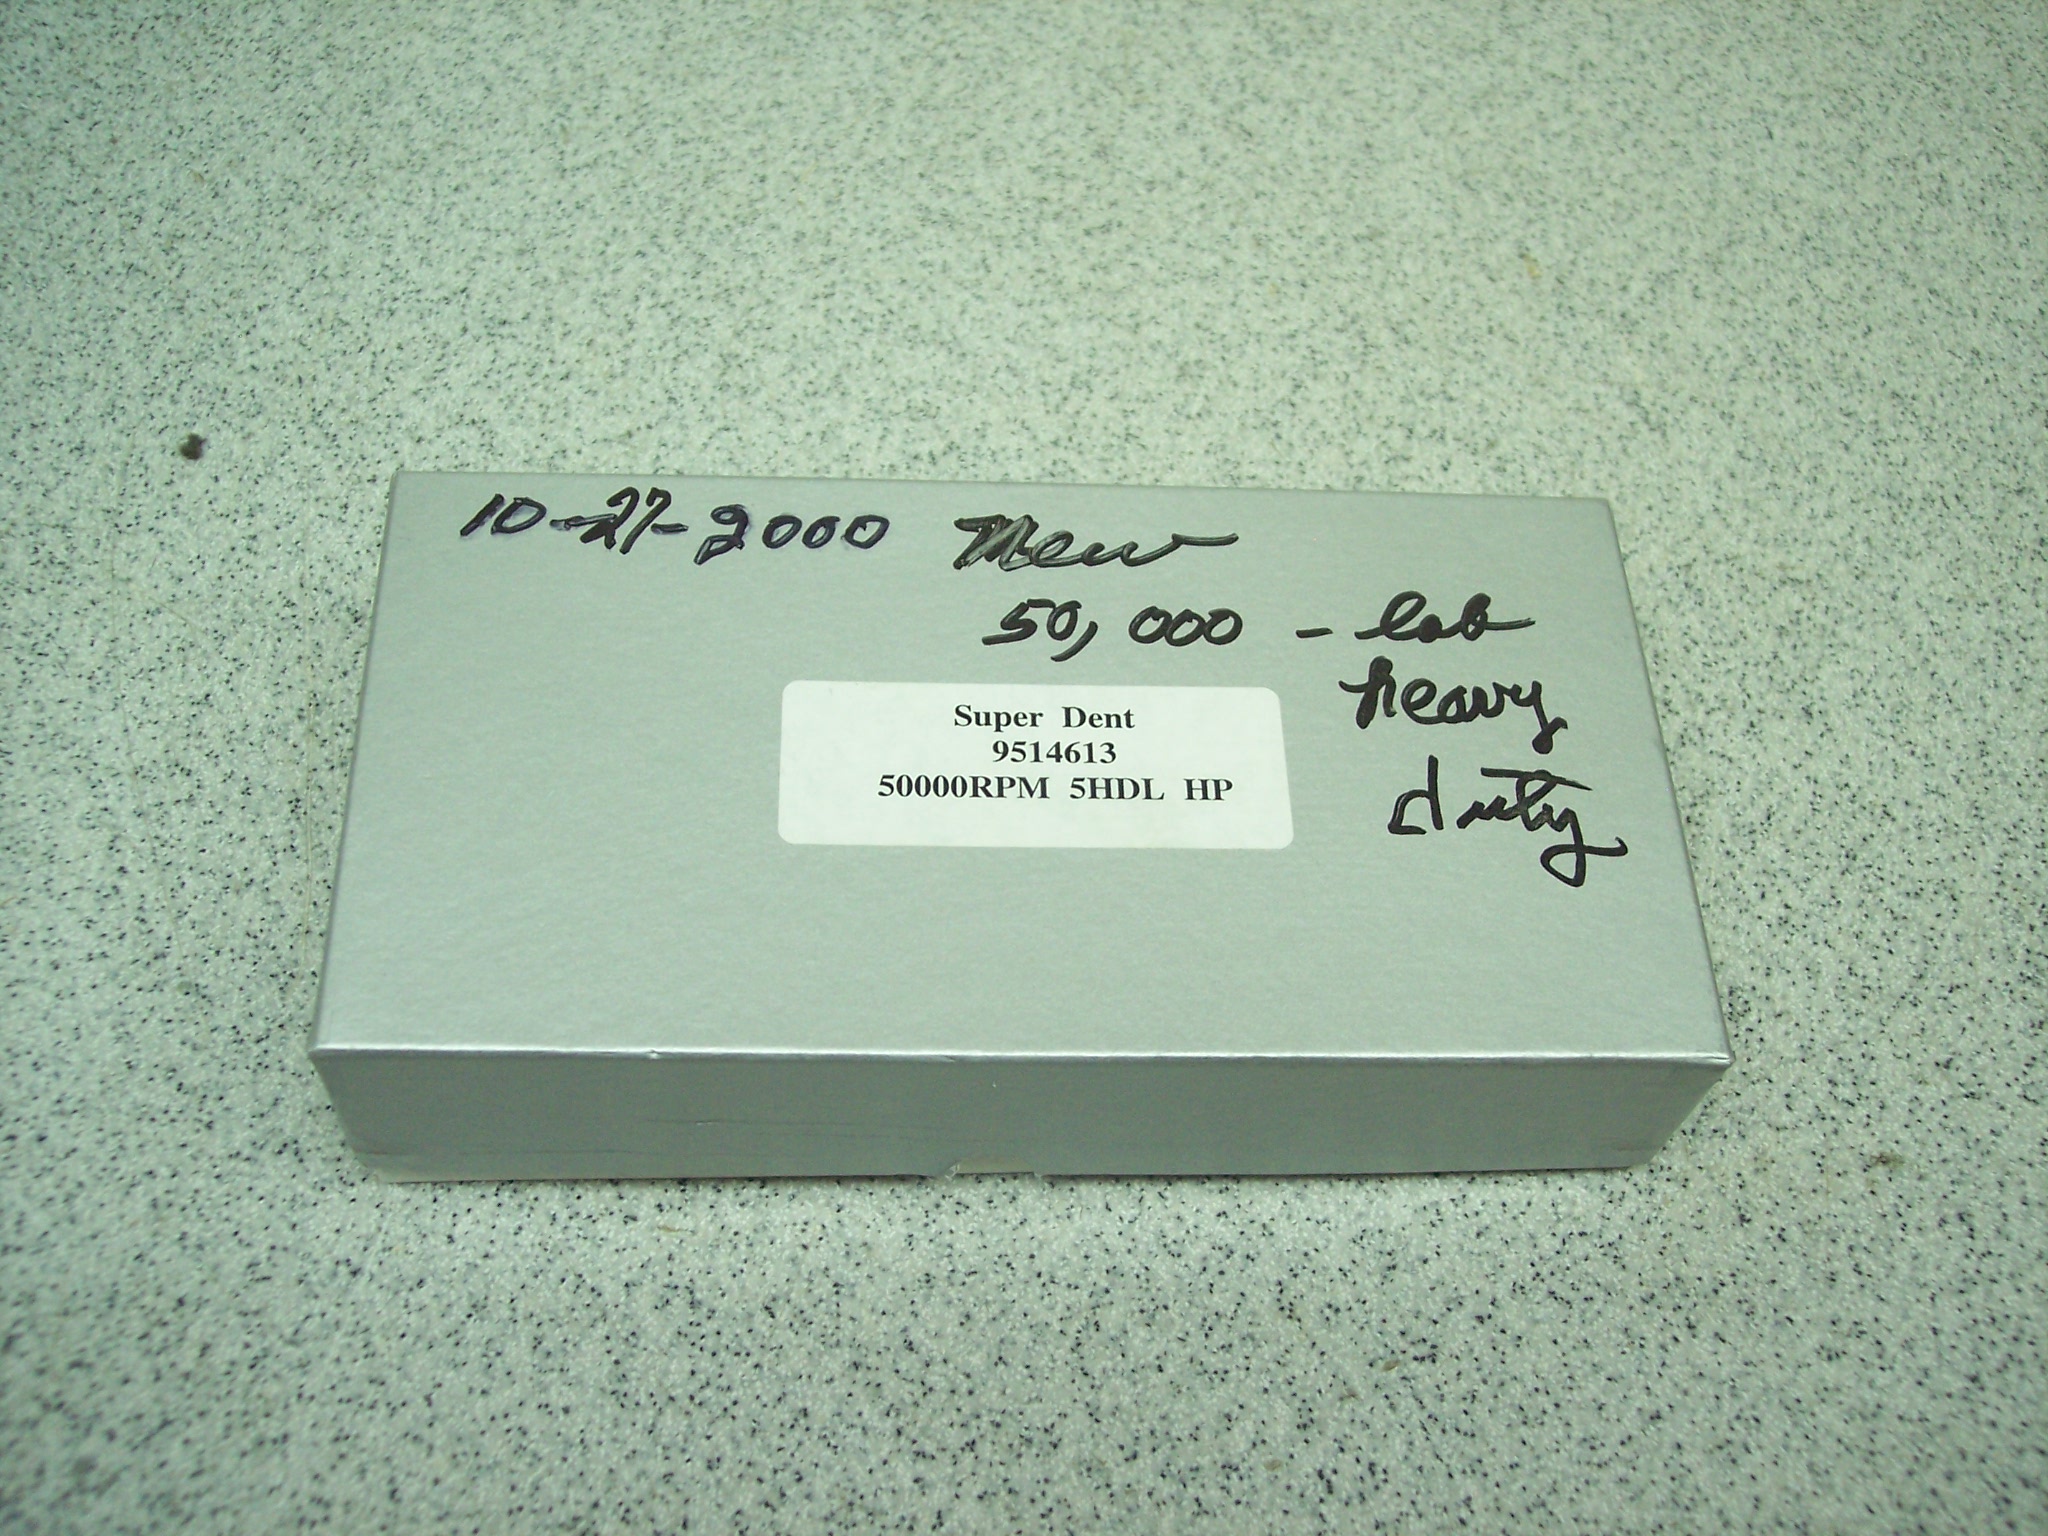 10-27-2000 New
50,000 - lab
heavy
duty
Super Dent
9514613
50000RPM 5HDL HP